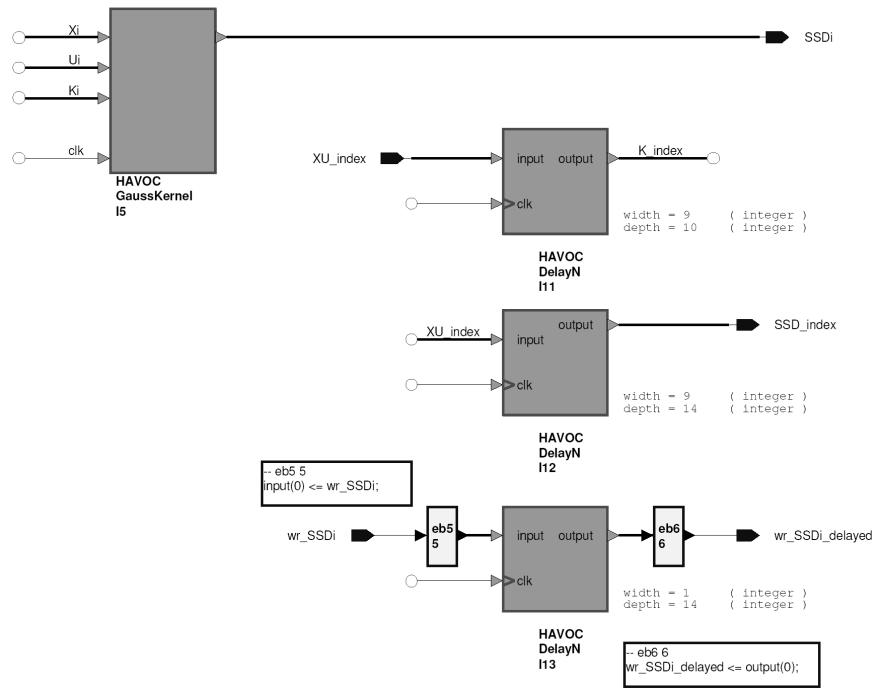 Xi
SSDi
Ui
Ki
clk
HAVOC
GaussKernel
I5
XU_index
input output
K_index
clk
width = 9 ( integer )
depth = 10 ( integer )
HAVOC
DelayN
I11
XU_index
input output
SSD_index
clk
width = 9 ( integer )
depth = 14 ( integer )
HAVOC
DelayN
I12
-- eb5 5
input(0) <= wr_SSDi;
wr_SSDi
eb5
5
input output
eb6
6
wr_SSDi_delayed
clk
width = 1 ( integer )
depth = 14 ( integer )
HAVOC
DelayN
I13
-- eb6 6
wr_SSDi_delayed <= output(0);